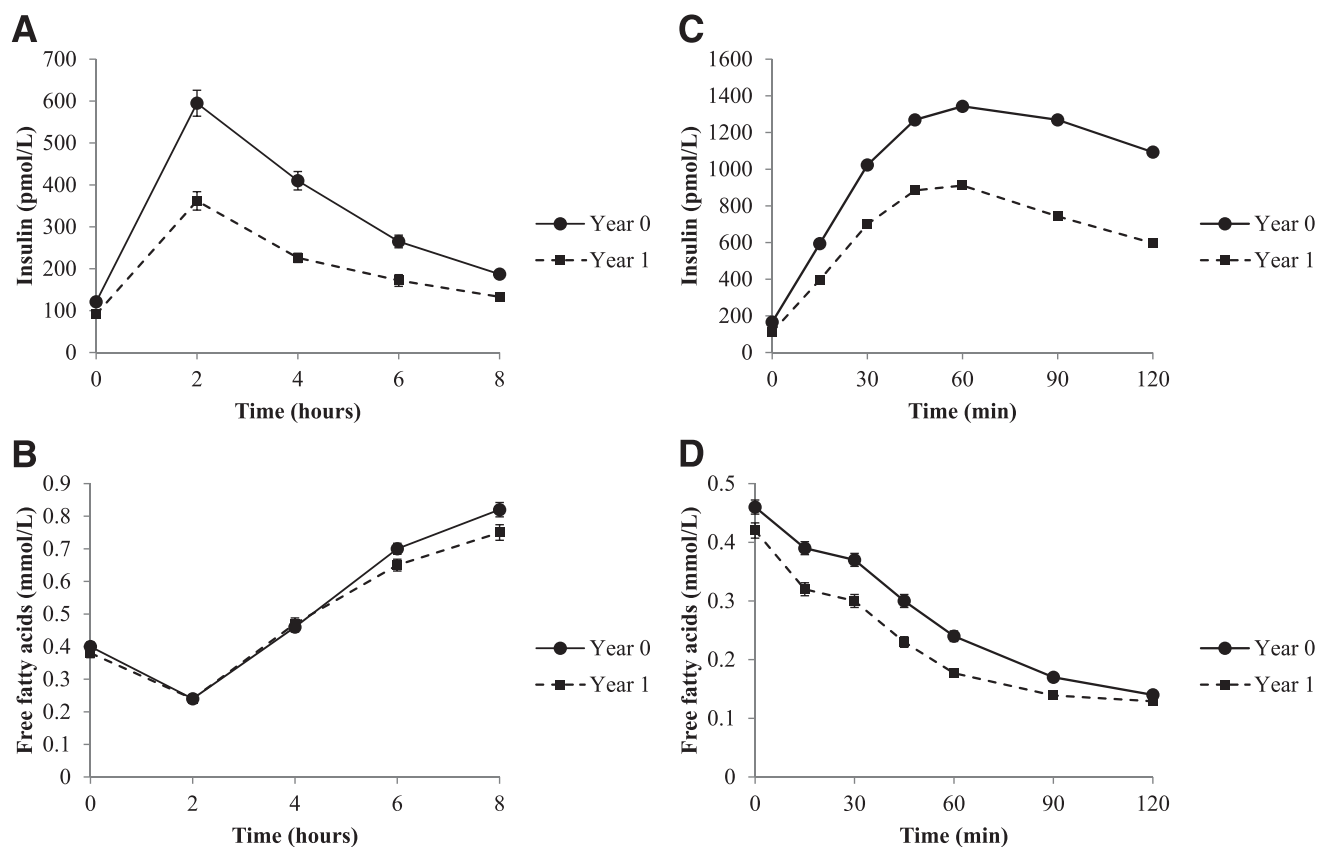 A
700
600
500
400
300
200
100
0
Insulin (pmol/L)
0 2 4 6 8
Time (hours)
Year 0
Year 1
C
1600
1400
1200
1000
800
600
400
200
0
Insulin (pmol/L)
0 30 60 90 120
Time (min)
Year 0
Year 1
B
0.9
0.8
0.7
0.6
0.5
0.4
0.3
0.2
0.1
0
Free fatty acids (mmol/L)
0 2 4 6 8
Time (hours)
Year 0
Year 1
D
0.5
0.4
0.3
0.2
0.1
0
Free fatty acids (mmol/L)
0 30 60 90 120
Time (min)
Year 0
Year 1